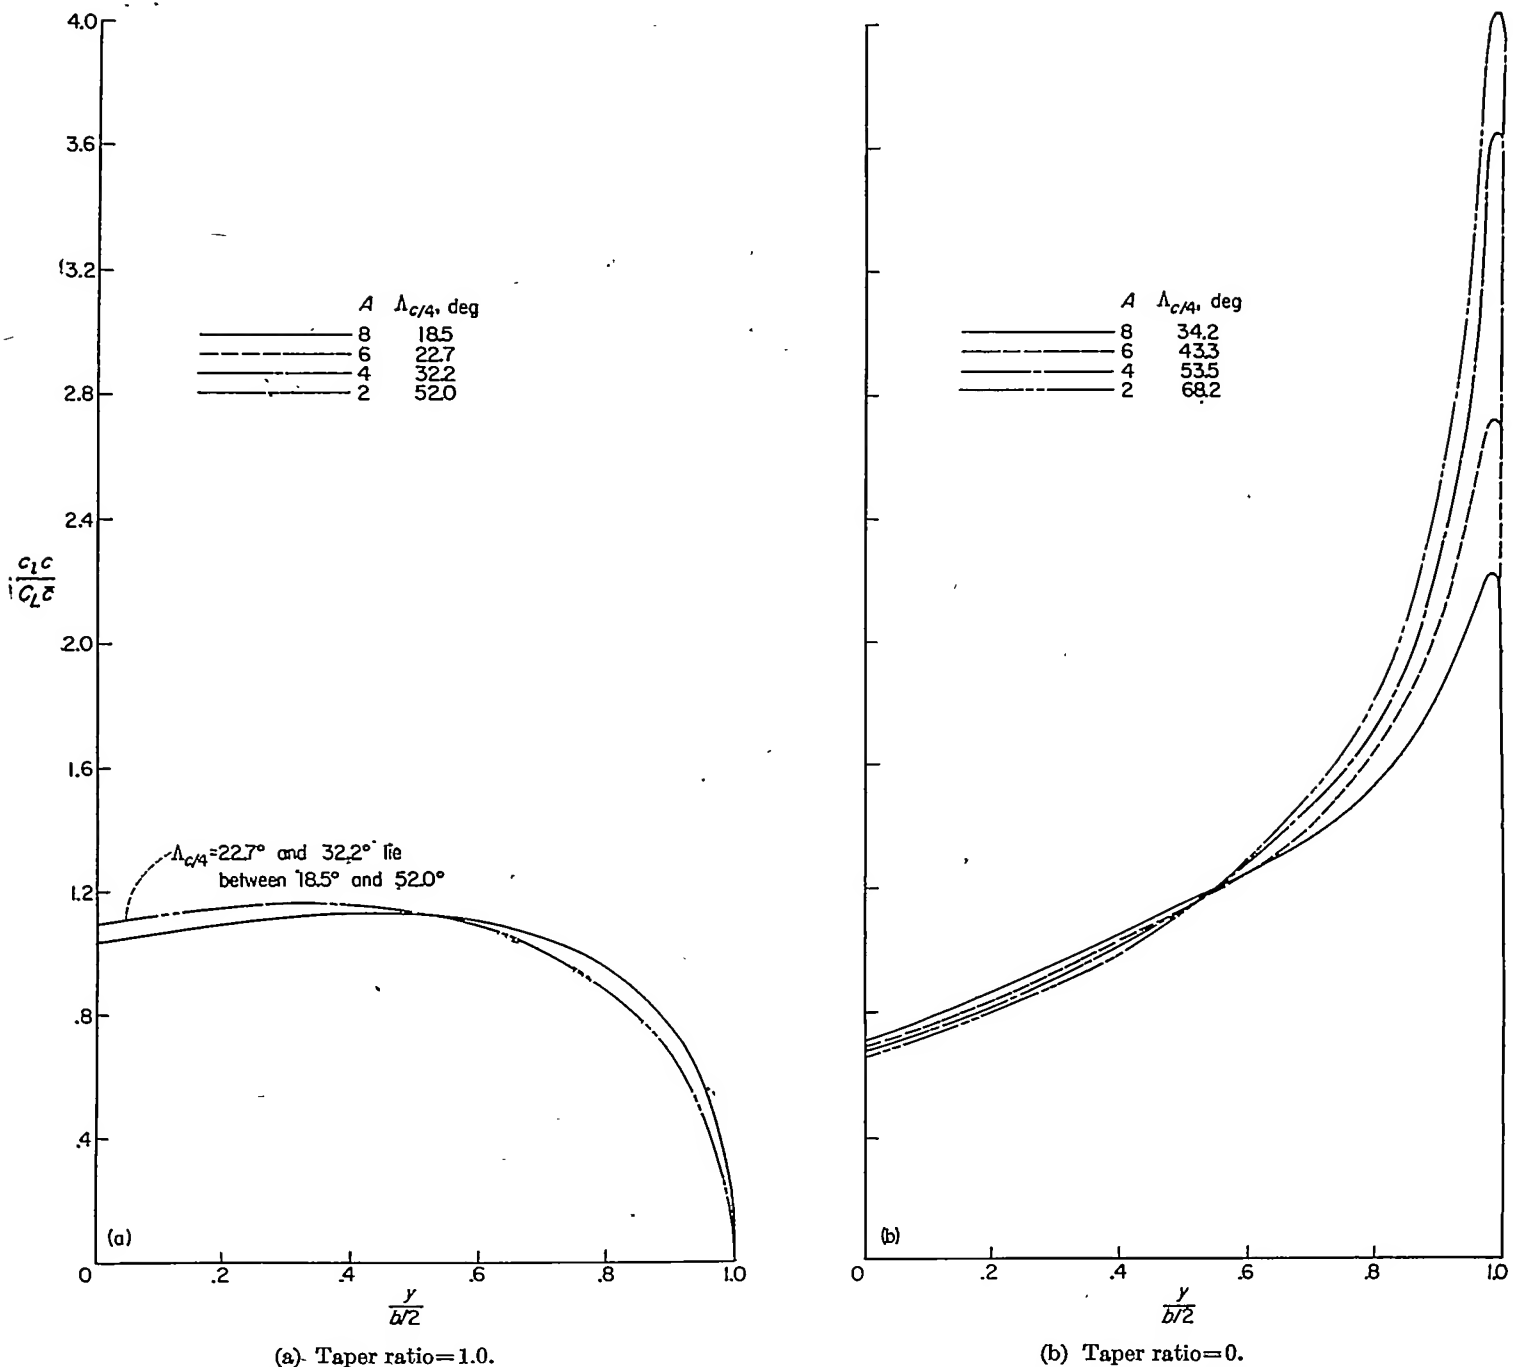 4.0
3.6
3.2
2.8
2.4
2.0
1.6
1.2
.8
.4
c_l c
C_L c̄
A Λ_c/4, deg
8 18.5
6 22.7
4 32.2
2 52.0
Λ_c/4=22.7° and 32.2° lie
between 18.5° and 52.0°
(a)
0 .2 .4 .6 .8 1.0
y
b/2
(a) Taper ratio=1.0.
A Λ_c/4, deg
8 34.2
6 43.3
4 53.5
2 68.2
(b)
0 .2 .4 .6 .8 1.0
y
b/2
(b) Taper ratio=0.